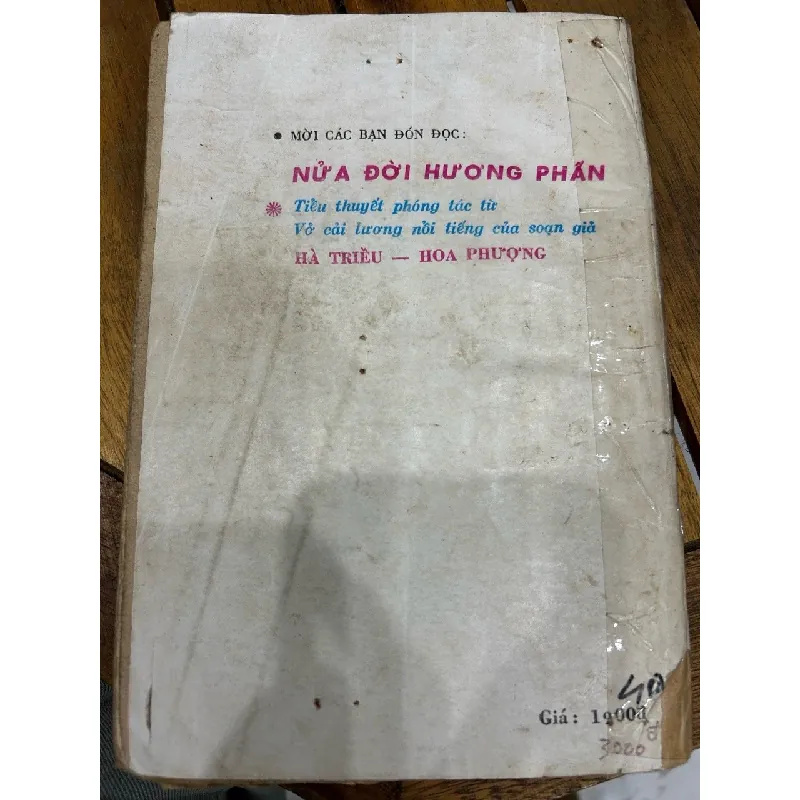 ● MỜI CÁC BẠN ĐÓN ĐỌC:
NỬA ĐỜI HƯƠNG PHẤN
Tiểu thuyết phóng tác từ
Vở cải lương nổi tiếng của soạn giả
HÀ TRIỀU — HOA PHƯỢNG
Giá: 1900đ
3000